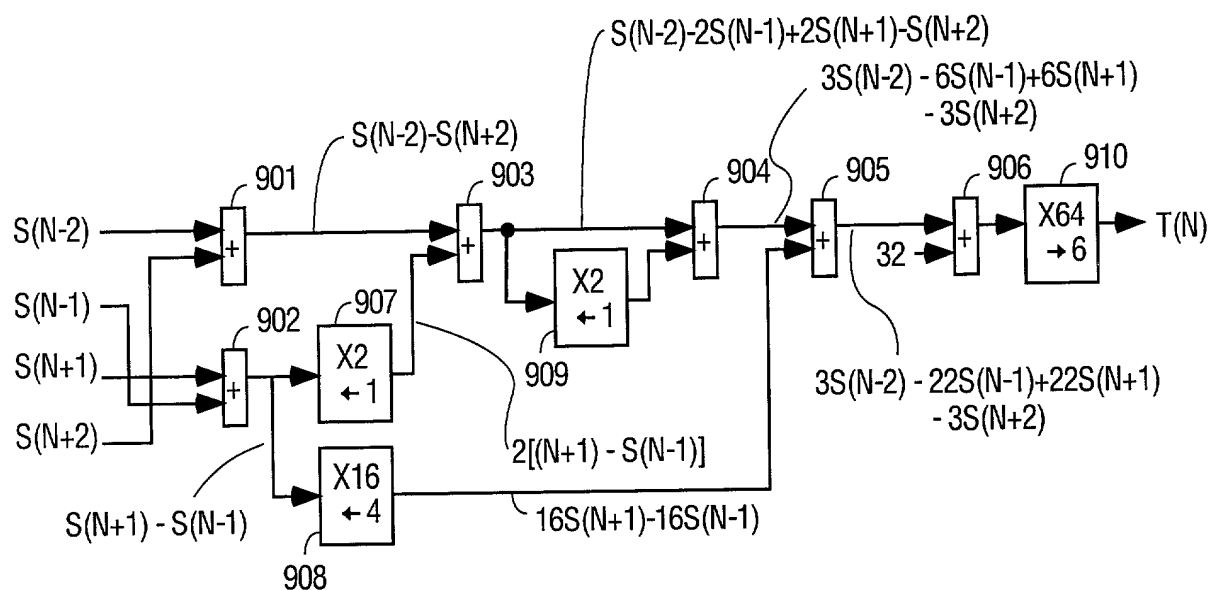 S(N-2)-2S(N-1)+2S(N+1)-S(N+2)
3S(N-2) - 6S(N-1)+6S(N+1)
- 3S(N+2)
S(N-2)-S(N+2)
901
903
904
905
906
910
S(N-2)
+
+
+
+
+
X64
→6
T(N)
32
S(N-1)
902
907
X2
←1
909
S(N+1)
+
X2
←1
3S(N-2) - 22S(N-1)+22S(N+1)
- 3S(N+2)
S(N+2)
2[(N+1) - S(N-1)]
X16
←4
S(N+1) - S(N-1)
16S(N+1)-16S(N-1)
908